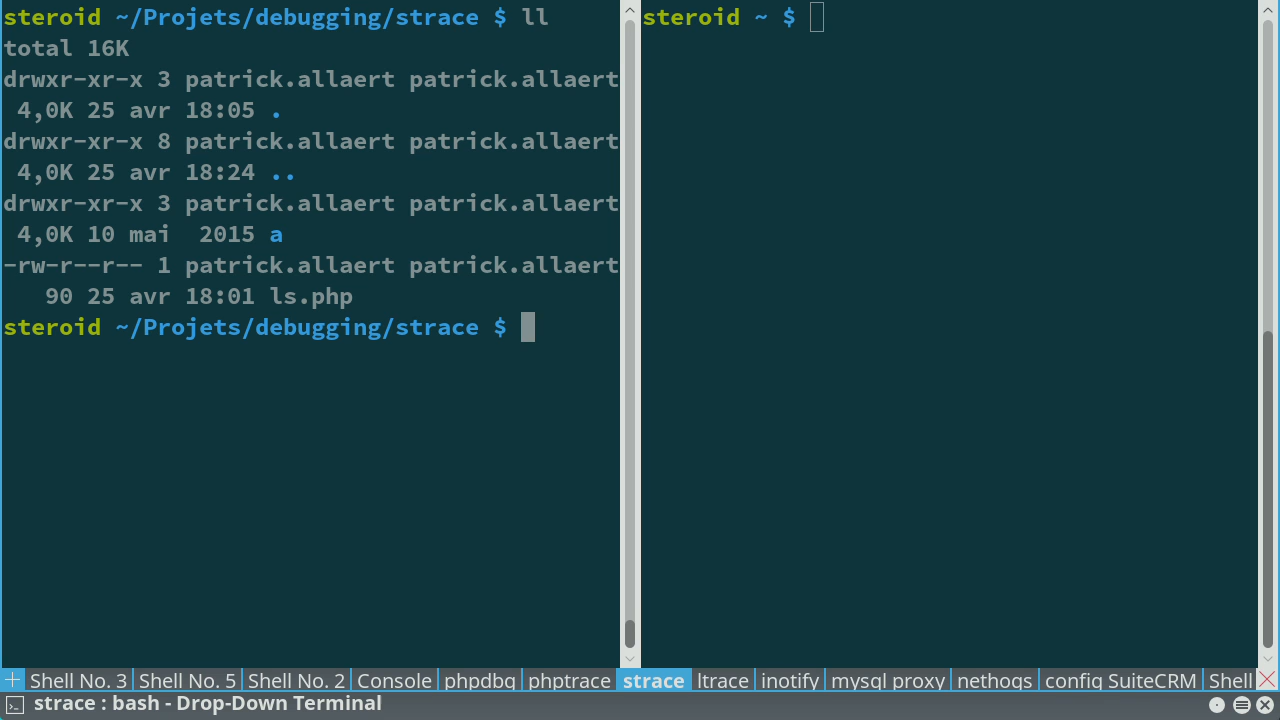 steroid ~/Projets/debugging/strace $ ll
total 16K
drwxr-xr-x 3 patrick.allaert patrick.allaert
 4,0K 25 avr 18:05 .
drwxr-xr-x 8 patrick.allaert patrick.allaert
 4,0K 25 avr 18:24 ..
drwxr-xr-x 3 patrick.allaert patrick.allaert
 4,0K 10 mai  2015 a
-rw-r--r-- 1 patrick.allaert patrick.allaert
   90 25 avr 18:01 ls.php
steroid ~/Projets/debugging/strace $
steroid ~ $
Shell No. 3 Shell No. 5 Shell No. 2 Console phpdbg phptrace strace ltrace inotify mysql proxy nethogs config SuiteCRM Shell
strace : bash - Drop-Down Terminal